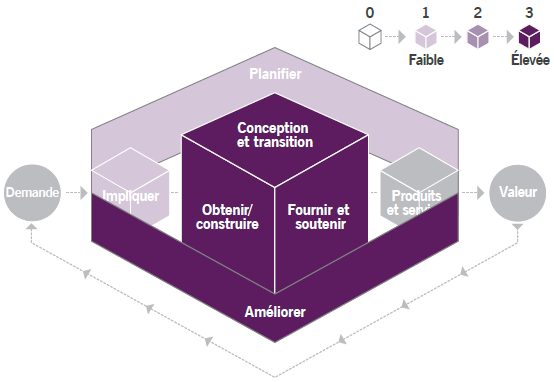 0 1 2 3
Faible Élevée
Planifier
Conception
et transition
Demande
Impliquer
Obtenir/
construire
Fournir et
soutenir
Produits
et servi
Valeur
Améliorer